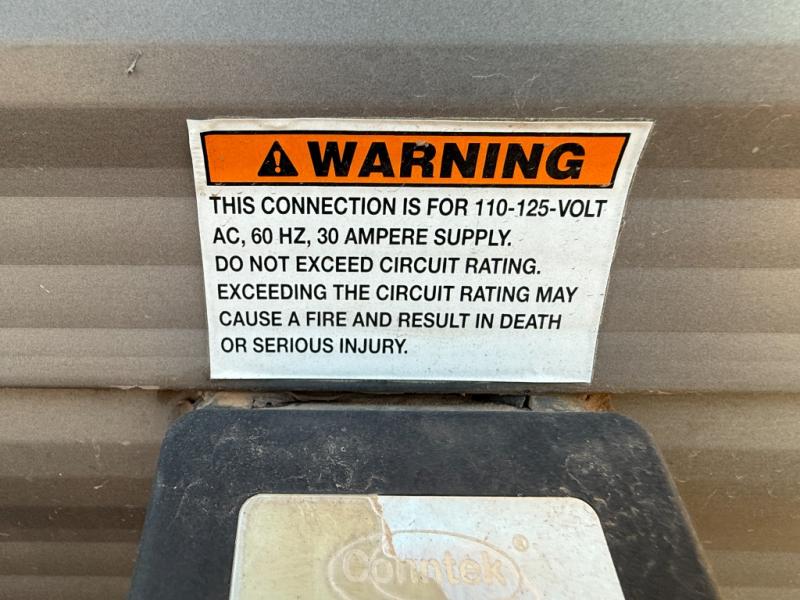 WARNING
THIS CONNECTION IS FOR 110-125-VOLT
AC, 60 HZ, 30 AMPERE SUPPLY.
DO NOT EXCEED CIRCUIT RATING.
EXCEEDING THE CIRCUIT RATING MAY
CAUSE A FIRE AND RESULT IN DEATH
OR SERIOUS INJURY.
Conntek®